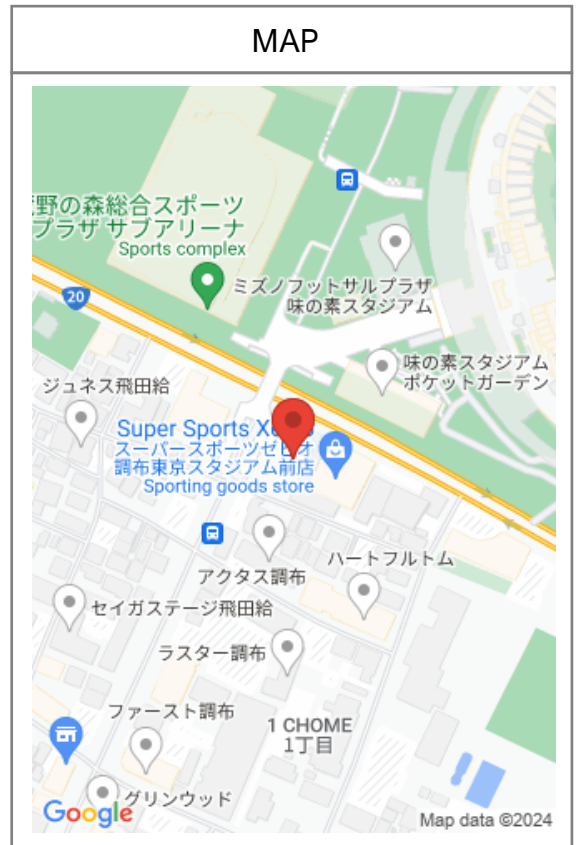 MAP
野の森総合スポーツ
プラザ サブアリーナ
Sports complex
20
ミズノフットサルプラザ
味の素スタジアム
味の素スタジアム
ポケットガーデン
ジュネス飛田給
Super Sports
スーパースポーツゼビオ
調布東京スタジアム前店
Sporting goods store
アクタス調布
ハートフルトム
セイガステージ飛田給
ラスター調布
ファースト調布
1 CHOME
1丁目
グリンウッド
Google
Map data ©2024